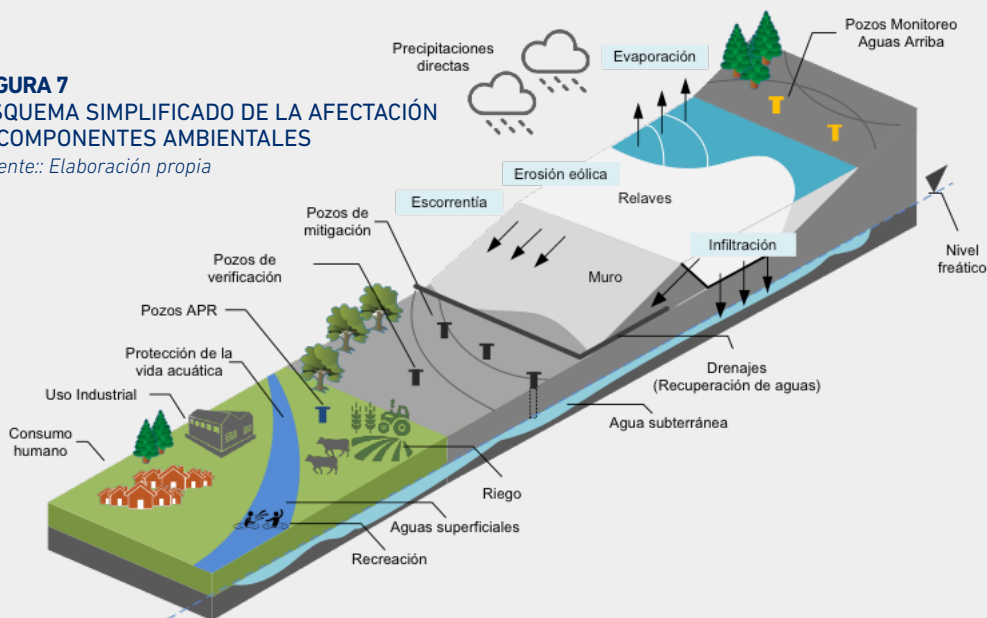 GURA 7
SQUEMA SIMPLIFICADO DE LA AFECTACIÓN
COMPONENTES AMBIENTALES
ente:: Elaboración propia
Precipitaciones
directas
Evaporación
Pozos Monitoreo
Aguas Arriba
Erosión eólica
Escorrentía
Relaves
Pozos de
mitigación
Infiltración
Nivel
freático
Pozos de
verificación
Muro
Pozos APR
Protección de la
vida acuática
Drenajes
(Recuperación de aguas)
Uso Industrial
Agua subterránea
Consumo
humano
Riego
Aguas superficiales
Recreación